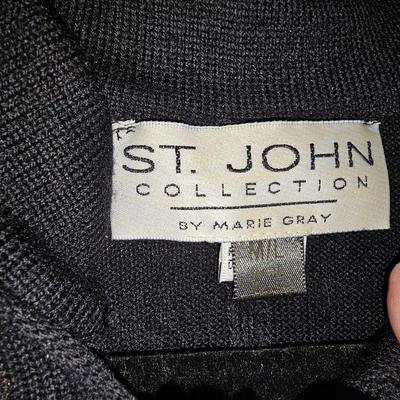 ST. JOHN
COLLECTION
BY MARIE GRAY
M/L